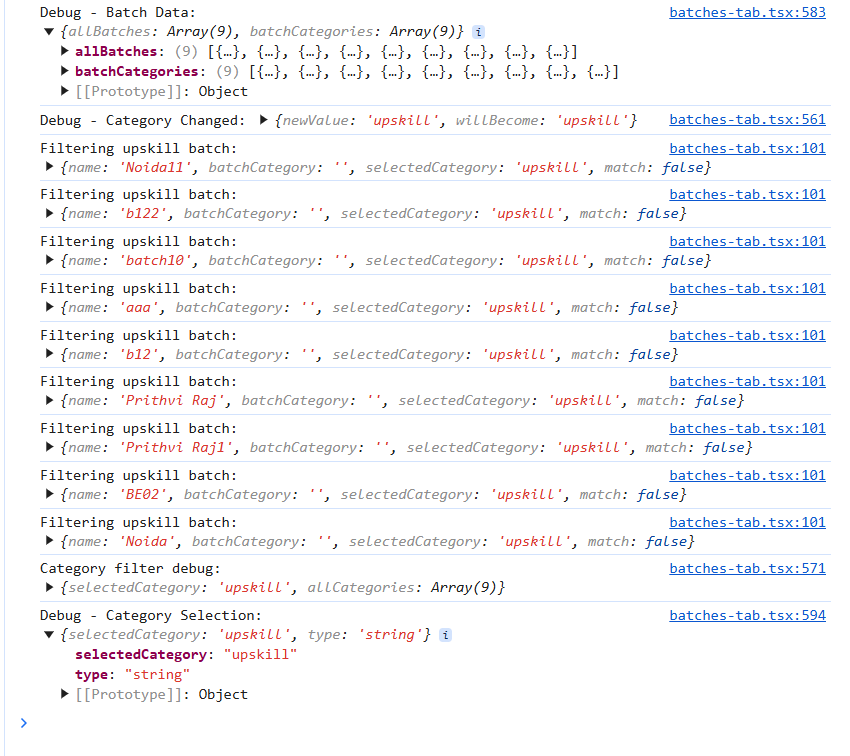 Debug - Batch Data: batches-tab.tsx:583
▼ {allBatches: Array(9), batchCategories: Array(9)} i
▶ allBatches: (9) [{…}, {…}, {…}, {…}, {…}, {…}, {…}, {…}, {…}]
▶ batchCategories: (9) [{…}, {…}, {…}, {…}, {…}, {…}, {…}, {…}, {…}]
▶ [[Prototype]]: Object
Debug - Category Changed: ▶ {newValue: 'upskill', willBecome: 'upskill'} batches-tab.tsx:561
Filtering upskill batch: batches-tab.tsx:101
▶ {name: 'Noida11', batchCategory: '', selectedCategory: 'upskill', match: false}
Filtering upskill batch: batches-tab.tsx:101
▶ {name: 'b122', batchCategory: '', selectedCategory: 'upskill', match: false}
Filtering upskill batch: batches-tab.tsx:101
▶ {name: 'batch10', batchCategory: '', selectedCategory: 'upskill', match: false}
Filtering upskill batch: batches-tab.tsx:101
▶ {name: 'aaa', batchCategory: '', selectedCategory: 'upskill', match: false}
Filtering upskill batch: batches-tab.tsx:101
▶ {name: 'b12', batchCategory: '', selectedCategory: 'upskill', match: false}
Filtering upskill batch: batches-tab.tsx:101
▶ {name: 'Prithvi Raj', batchCategory: '', selectedCategory: 'upskill', match: false}
Filtering upskill batch: batches-tab.tsx:101
▶ {name: 'Prithvi Raj1', batchCategory: '', selectedCategory: 'upskill', match: false}
Filtering upskill batch: batches-tab.tsx:101
▶ {name: 'BE02', batchCategory: '', selectedCategory: 'upskill', match: false}
Filtering upskill batch: batches-tab.tsx:101
▶ {name: 'Noida', batchCategory: '', selectedCategory: 'upskill', match: false}
Category filter debug: batches-tab.tsx:571
▶ {selectedCategory: 'upskill', allCategories: Array(9)}
Debug - Category Selection: batches-tab.tsx:594
▼ {selectedCategory: 'upskill', type: 'string'} i
selectedCategory: "upskill"
type: "string"
▶ [[Prototype]]: Object